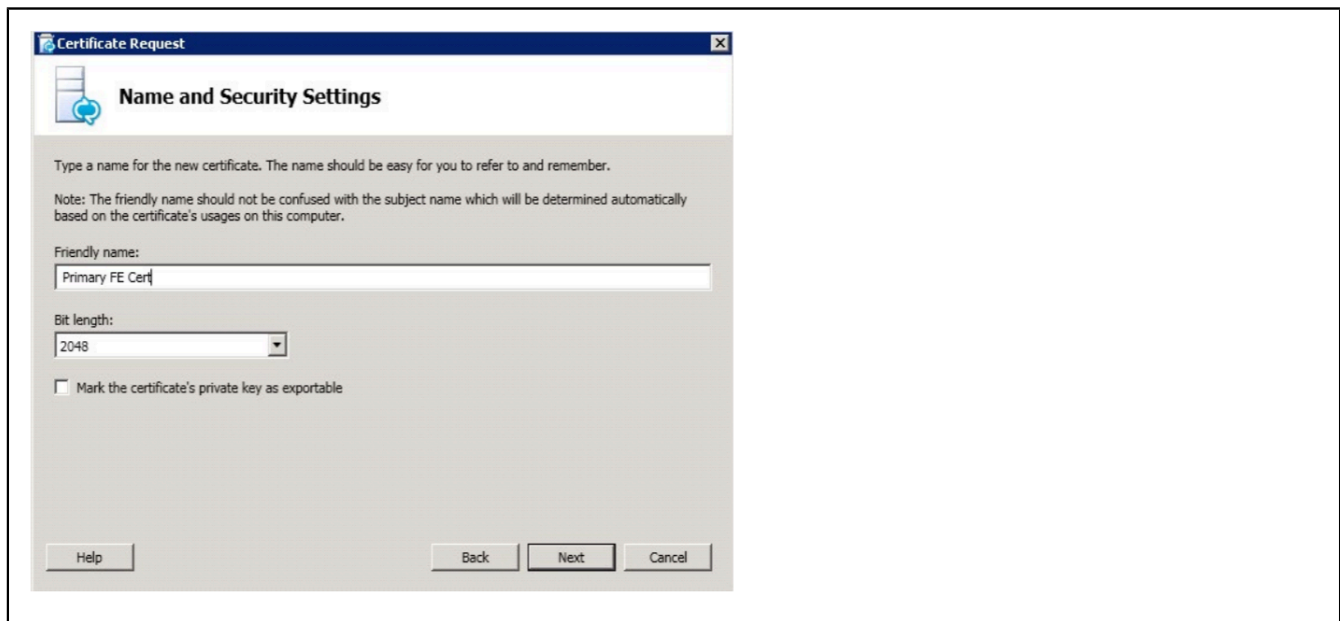 Certificate Request
Name and Security Settings
Type a name for the new certificate. The name should be easy for you to refer to and remember.
Note: The friendly name should not be confused with the subject name which will be determined automatically
based on the certificate's usages on this computer.
Friendly name:
Primary FE Cert
Bit length:
2048
Mark the certificate's private key as exportable
Help Back Next Cancel